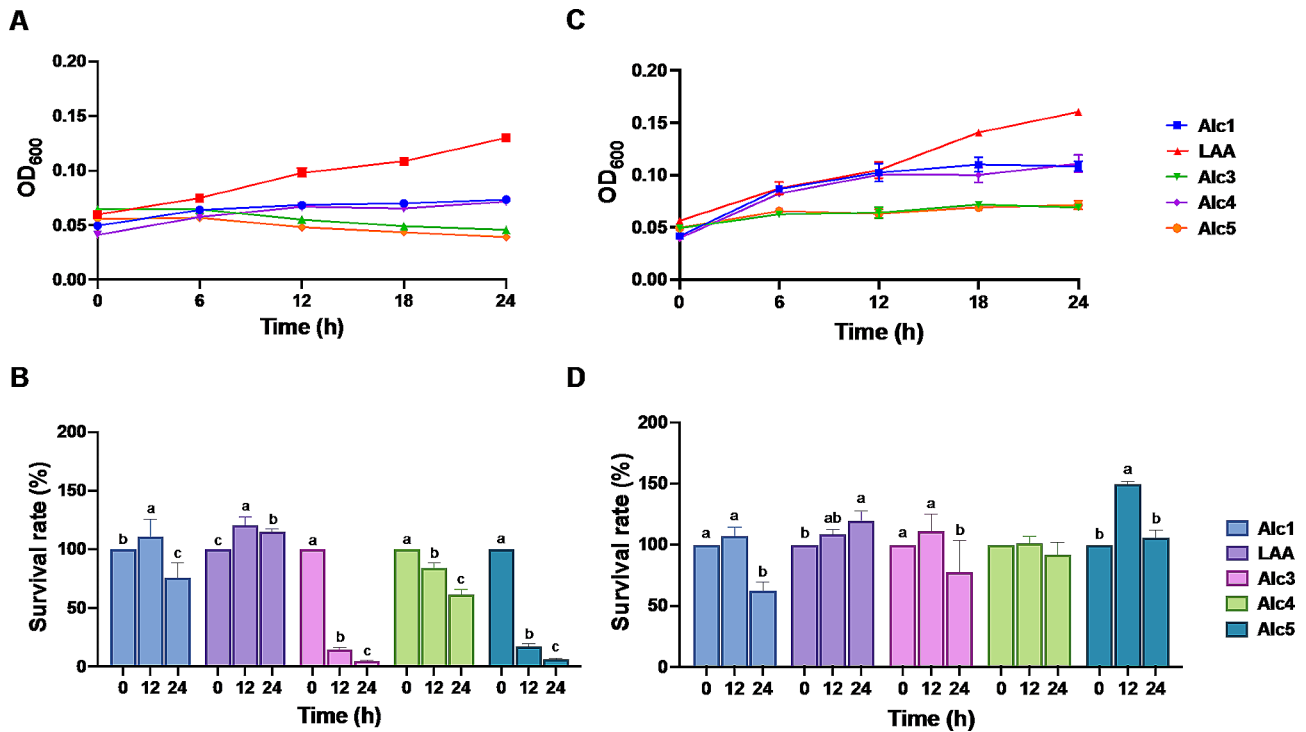 A
0.20
0.15
0.10
0.05
0.00
OD600
0 6 12 18 24
Time (h)
C
0.20
0.15
0.10
0.05
0.00
OD600
0 6 12 18 24
Time (h)
Alc1
LAA
Alc3
Alc4
Alc5
B
200
150
100
50
0
Survival rate (%)
b a c c a b a b c a b c a b c
0 12 24 0 12 24 0 12 24 0 12 24 0 12 24
Time (h)
D
200
150
100
50
0
Survival rate (%)
a a b b ab a a a b b a b
0 12 24 0 12 24 0 12 24 0 12 24 0 12 24
Time (h)
Alc1
LAA
Alc3
Alc4
Alc5